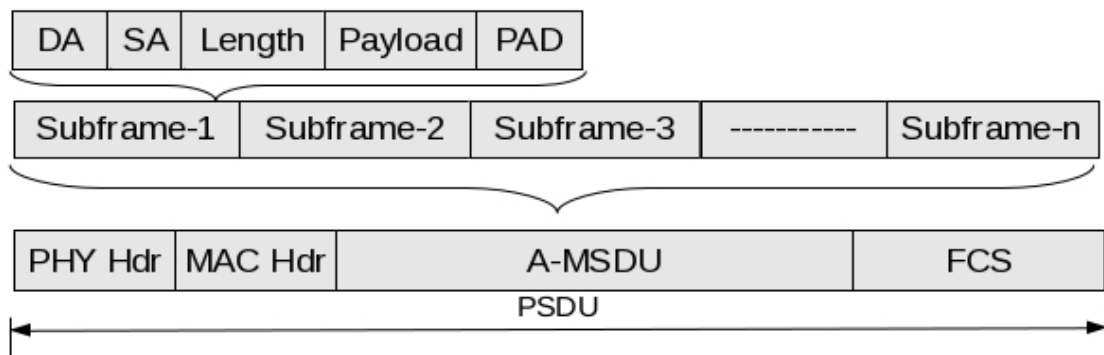 DA SA Length Payload PAD
Subframe-1 Subframe-2 Subframe-3 ----------- Subframe-n
PHY Hdr MAC Hdr A-MSDU FCS
PSDU